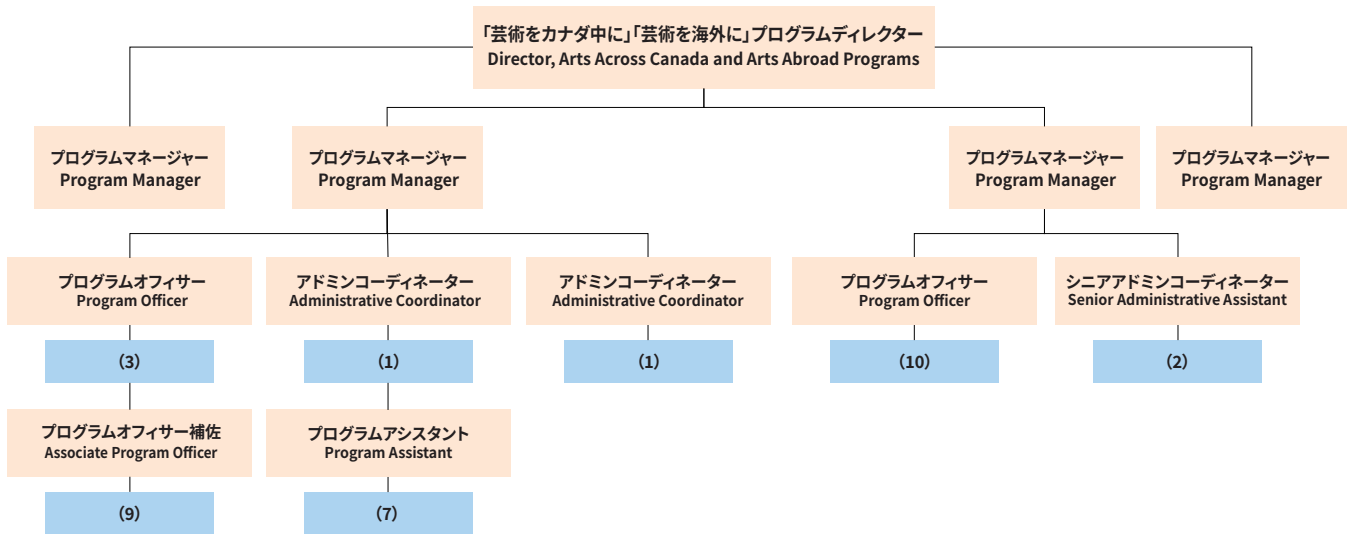 「芸術をカナダ中に」「芸術を海外に」プログラムディレクター
Director, Arts Across Canada and Arts Abroad Programs
プログラムマネージャー
Program Manager
プログラムマネージャー
Program Manager
プログラムマネージャー
Program Manager
プログラムマネージャー
Program Manager
プログラムオフィサー
Program Officer
アドミンコーディネーター
Administrative Coordinator
アドミンコーディネーター
Administrative Coordinator
プログラムオフィサー
Program Officer
シニアアドミンコーディネーター
Senior Administrative Assistant
（3）
（1）
（1）
（10）
（2）
プログラムオフィサー補佐
Associate Program Officer
プログラムアシスタント
Program Assistant
（9）
（7）